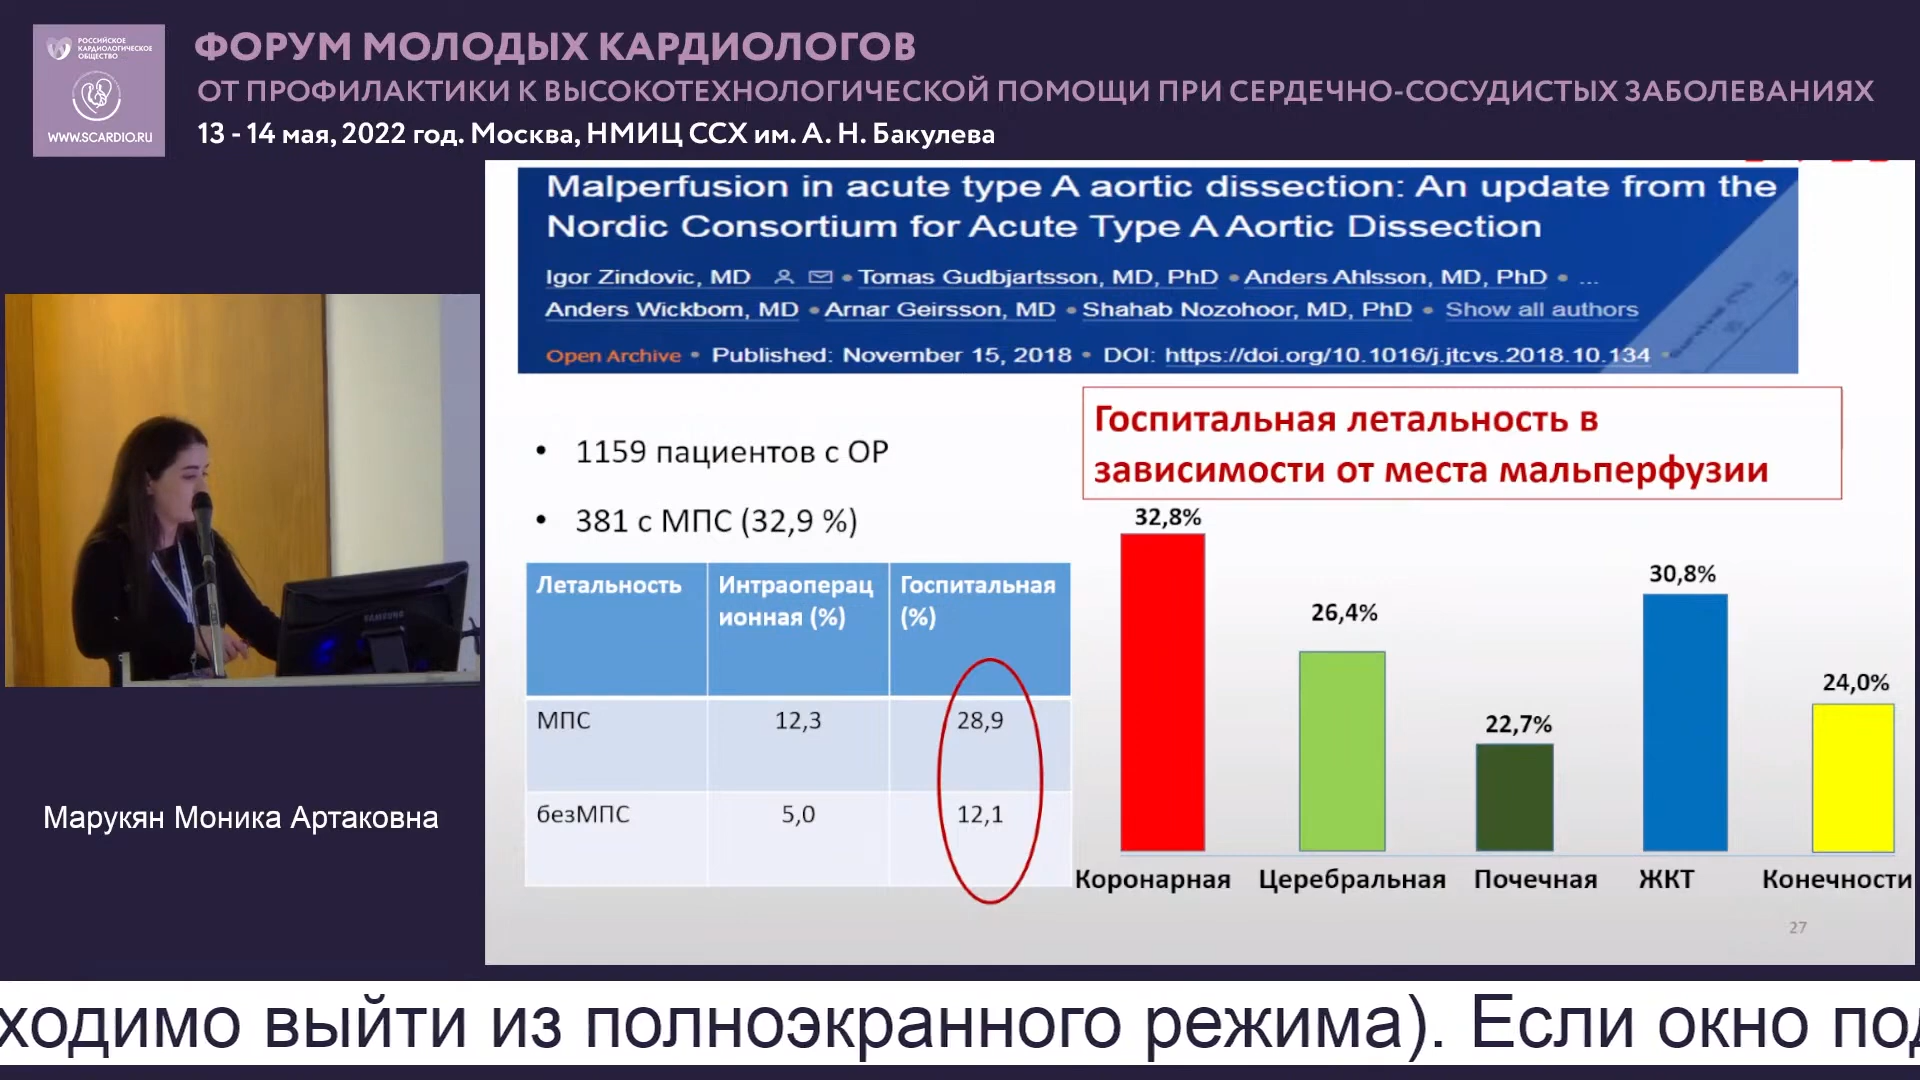 РОССИЙСКОЕ
КАРДИОЛОГИЧЕСКОЕ
ОБЩЕСТВО
WWW.SCARDIO.RU
ФОРУМ МОЛОДЫХ КАРДИОЛОГОВ
ОТ ПРОФИЛАКТИКИ К ВЫСОКОТЕХНОЛОГИЧЕСКОЙ ПОМОЩИ ПРИ СЕРДЕЧНО-СОСУДИСТЫХ ЗАБОЛЕВАНИЯХ
13 - 14 мая, 2022 год. Москва, НМИЦ ССХ им. А. Н. Бакулева
Malperfusion in acute type A aortic dissection: An update from the
Nordic Consortium for Acute Type A Aortic Dissection
Igor Zindovic, MD • Tomas Gudbjartsson, MD, PhD • Anders Ahlsson, MD, PhD • ...
Anders Wickbom, MD • Arnar Geirsson, MD • Shahab Nozohoor, MD, PhD • Show all authors
Open Archive • Published: November 15, 2018 • DOI: https://doi.org/10.1016/j.jtcvs.2018.10.134 •
• 1159 пациентов с ОР
• 381 с МПС (32,9 %)
Летальность Интраоперац Госпитальная
ионная (%) (%)
МПС 12,3 28,9
безМПС 5,0 12,1
Госпитальная летальность в
зависимости от места мальперфузии
32,8%
26,4%
22,7%
30,8%
24,0%
Коронарная Церебральная Почечная ЖКТ Конечности
27
SAMSUNG
Марукян Моника Артаковна
ходимо выйти из полноэкранного режима). Если окно под